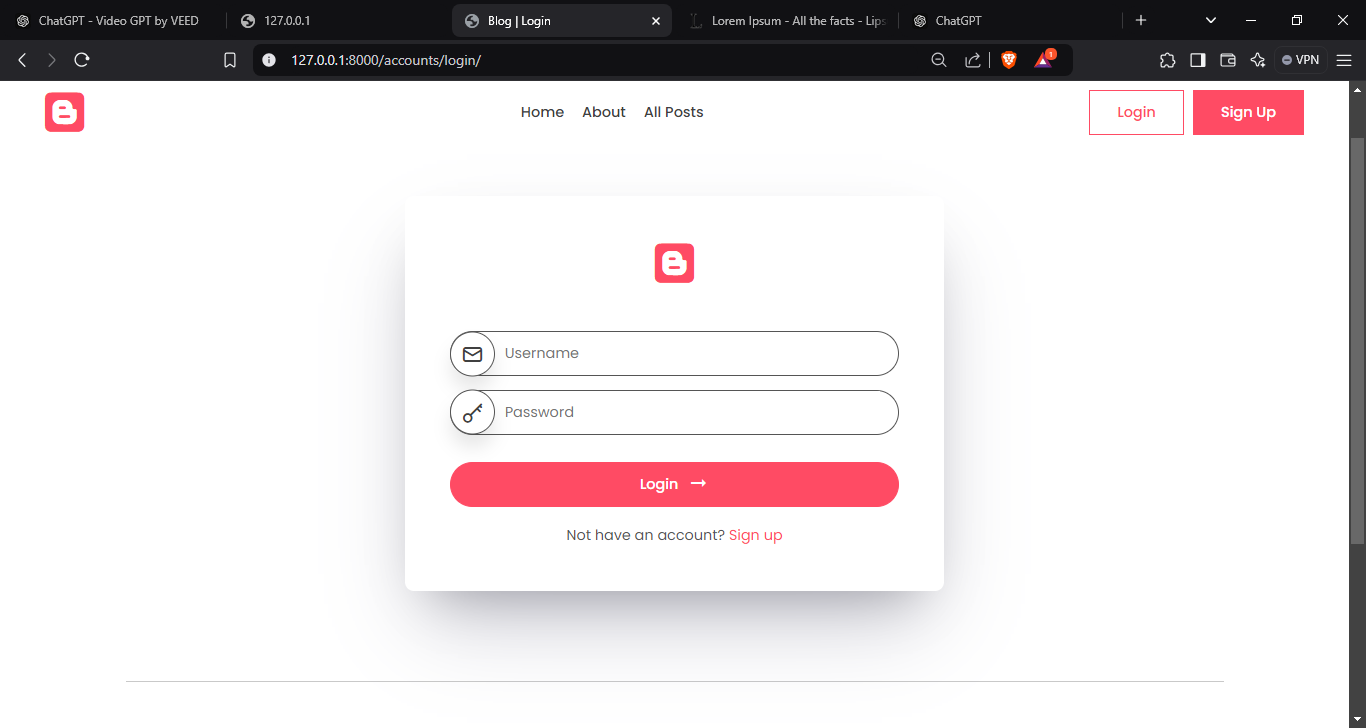 ChatGPT - Video GPT by VEED
127.0.0.1
Blog | Login
Lorem Ipsum - All the facts - Lips
ChatGPT
127.0.0.1:8000/accounts/login/
1
VPN
Home About All Posts
Login
Sign Up
Username
Password
Login
Not have an account? Sign up